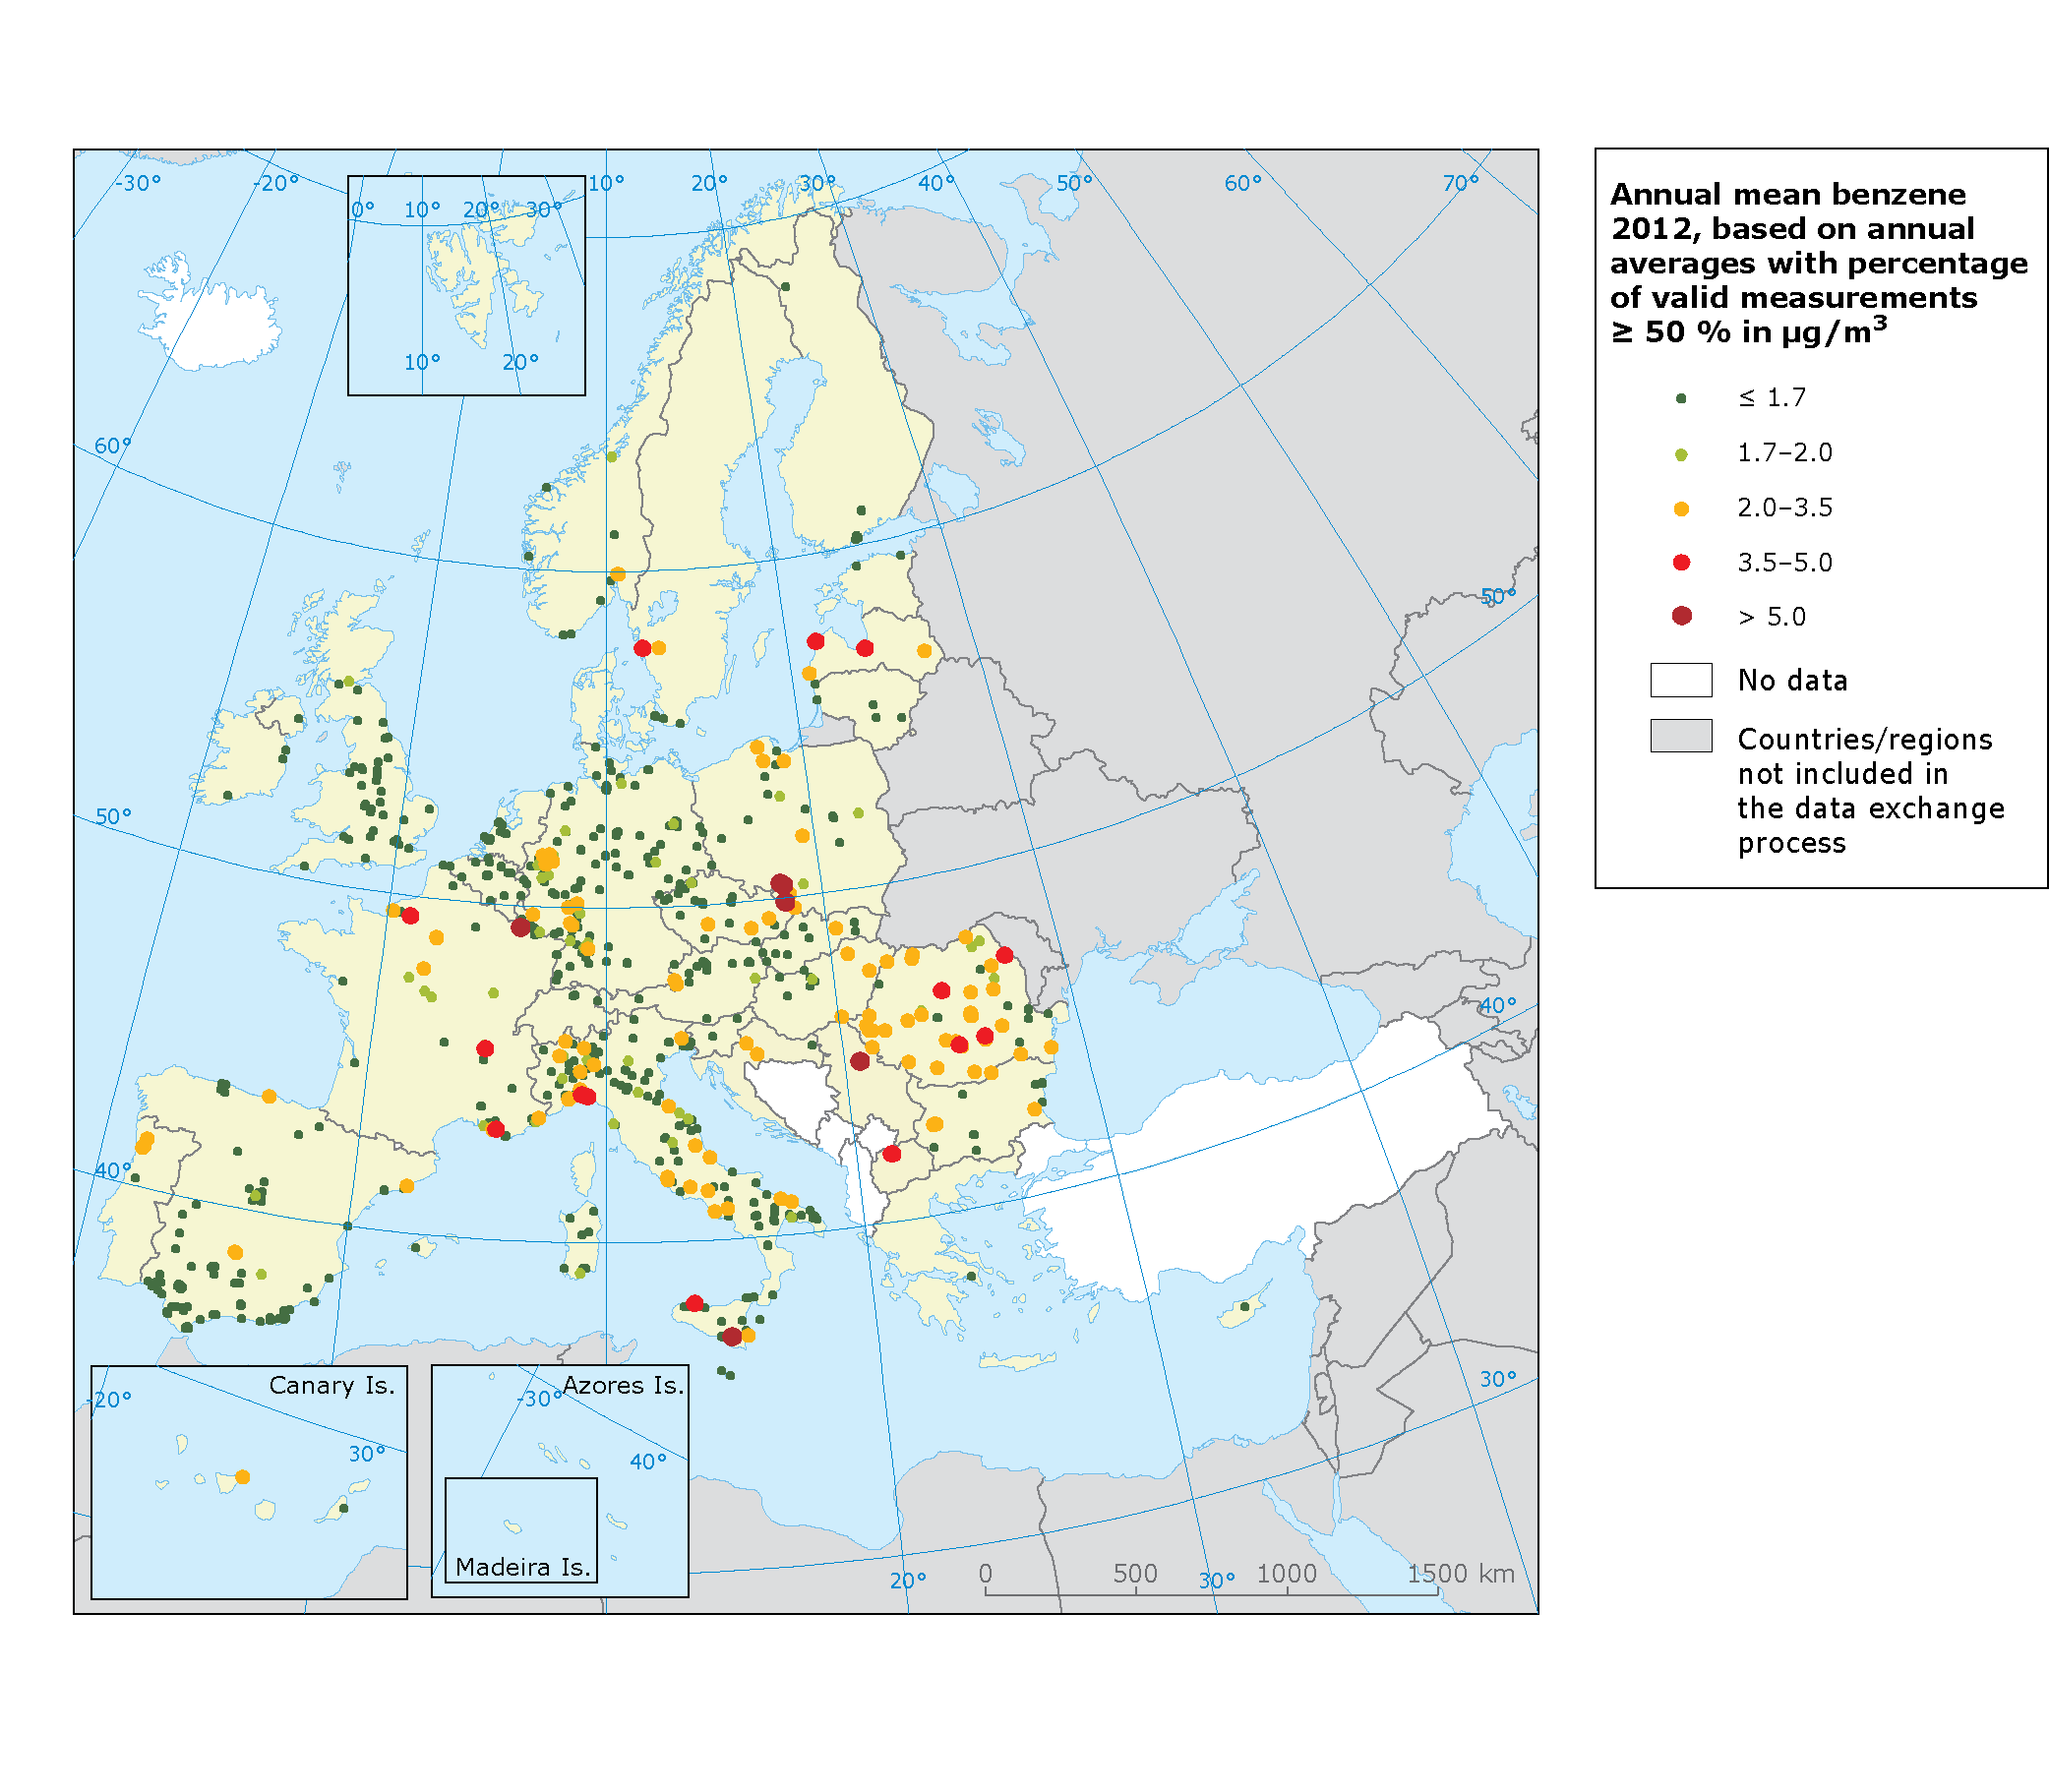 -30°
-20°
10°
20°
30°
40°
50°
60°
70°
0°
10°
20°
30°
10°
20°
60°
50°
50°
40°
40°
30°
Canary Is.
-20°
30°
Azores Is.
-30°
40°
Madeira Is.
20°
30°
0
500
1000
1500 km
Annual mean benzene
2012, based on annual
averages with percentage
of valid measurements
≥ 50 % in µg/m³
≤ 1.7
1.7–2.0
2.0–3.5
3.5–5.0
> 5.0
No data
Countries/regions
not included in
the data exchange
process